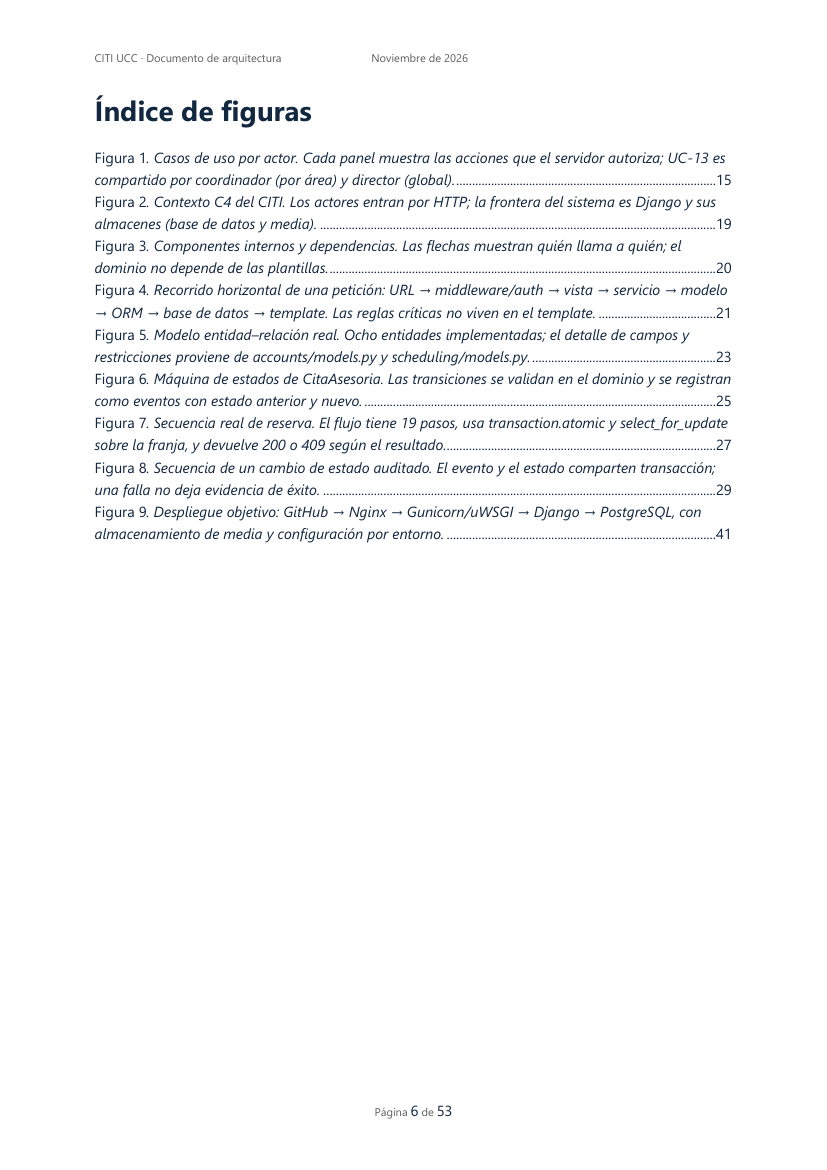 CITI UCC · Documento de arquitectura Noviembre de 2026
Índice de figuras
Figura 1. Casos de uso por actor. Cada panel muestra las acciones que el servidor autoriza; UC-13 es
compartido por coordinador (por área) y director (global).....15
Figura 2. Contexto C4 del CITI. Los actores entran por HTTP; la frontera del sistema es Django y sus
almacenes (base de datos y media). ....19
Figura 3. Componentes internos y dependencias. Las flechas muestran quién llama a quién; el
dominio no depende de las plantillas.....20
Figura 4. Recorrido horizontal de una petición: URL → middleware/auth → vista → servicio → modelo
→ ORM → base de datos → template. Las reglas críticas no viven en el template. ....21
Figura 5. Modelo entidad–relación real. Ocho entidades implementadas; el detalle de campos y
restricciones proviene de accounts/models.py y scheduling/models.py.....23
Figura 6. Máquina de estados de CitaAsesoria. Las transiciones se validan en el dominio y se registran
como eventos con estado anterior y nuevo.....25
Figura 7. Secuencia real de reserva. El flujo tiene 19 pasos, usa transaction.atomic y select_for_update
sobre la franja, y devuelve 200 o 409 según el resultado.....27
Figura 8. Secuencia de un cambio de estado auditado. El evento y el estado comparten transacción;
una falla no deja evidencia de éxito. ....29
Figura 9. Despliegue objetivo: GitHub → Nginx → Gunicorn/uWSGI → Django → PostgreSQL, con
almacenamiento de media y configuración por entorno. ....41
Página 6 de 53